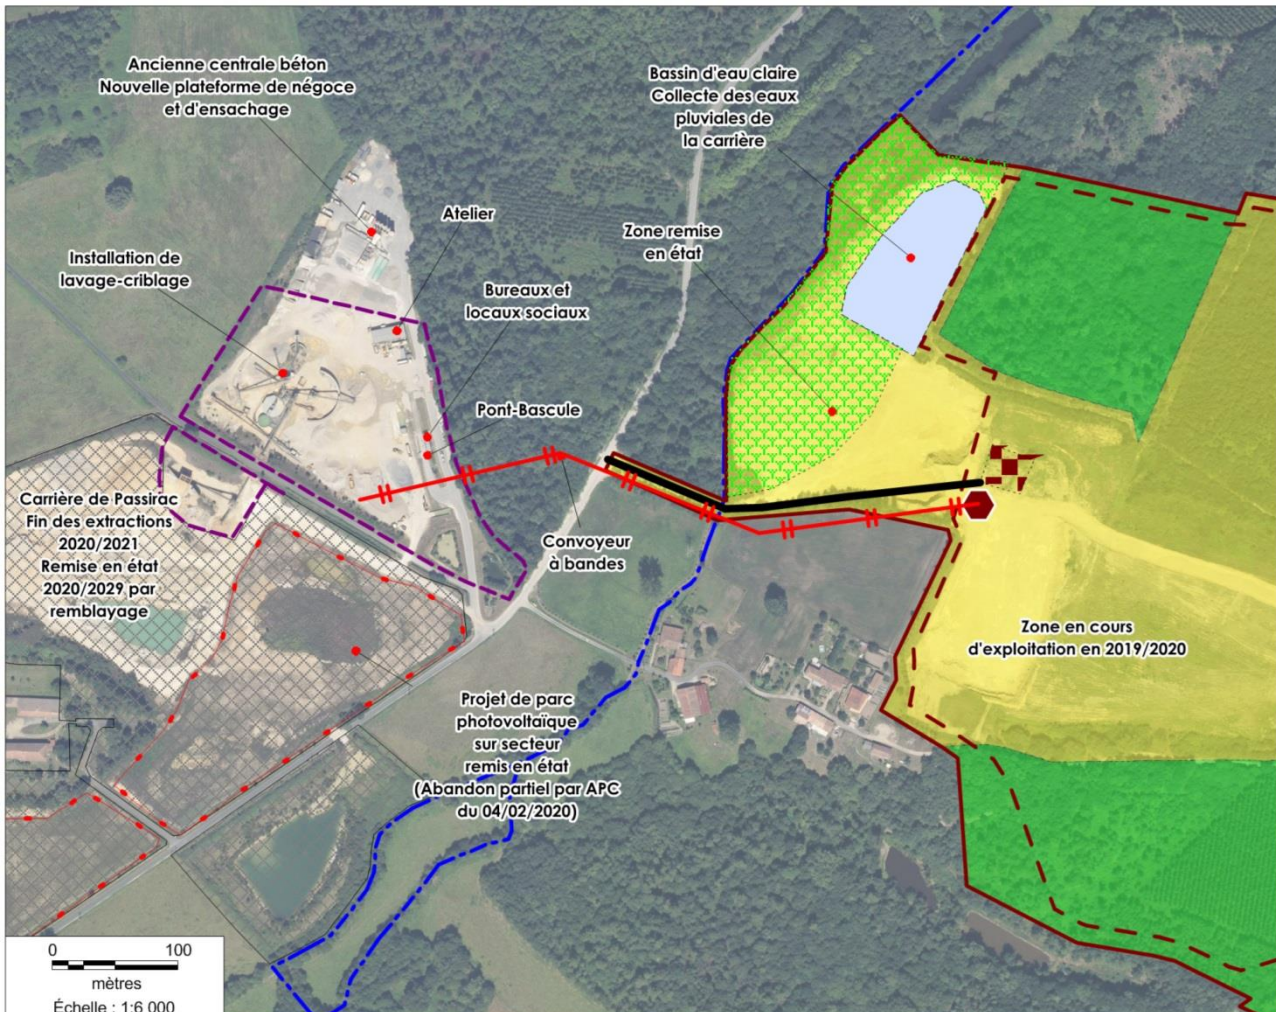 Ancienne centrale béton
Nouvelle plateforme de négoce
et d'ensachage
Bassin d'eau claire
Collecte des eaux
pluviales de
la carrière
Atelier
Zone remise
en état
Installation de
lavage-criblage
Bureaux et
locaux sociaux
Pont-Bascule
Carrière de Passirac
Fin des extractions
2020/2021
Remise en état
2020/2029 par
remblayage
Convoyeur
à bandes
Zone en cours
d'exploitation en 2019/2020
Projet de parc
photovoltaïque
sur secteur
remis en état
(Abandon partiel par APC
du 04/02/2020)
0 100
mètres
Échelle : 1:6 000